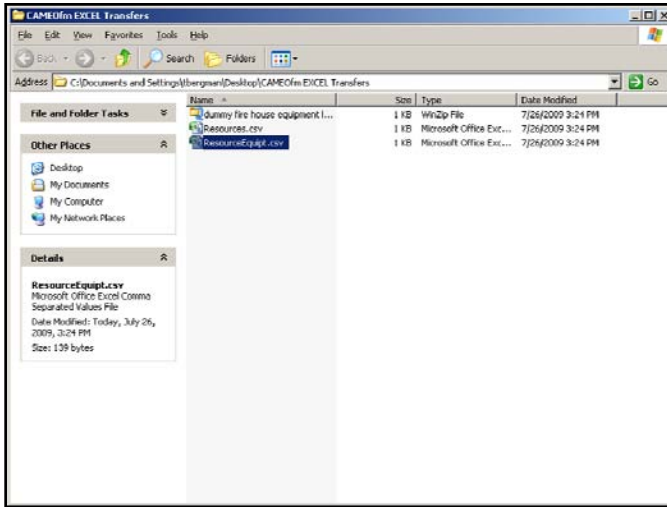 CAMEOfm EXCEL Transfers
File Edit View Favorites Tools Help
Back Search Folders
Address C:\Documents and Settings\tbergman\Desktop\CAMEOfm EXCEL Transfers Go
File and Folder Tasks
Other Places
Desktop
My Documents
My Computer
My Network Places
Details
ResourceEquipt.csv
Microsoft Office Excel Comma
Separated Values File
Date Modified: Today, July 26,
2009, 3:24 PM
Size: 139 bytes
Name Size Type Date Modified
dummy fire house equipment l... 1 KB WinZip File 7/26/2009 3:24 PM
Resources.csv 1 KB Microsoft Office Exc... 7/26/2009 3:24 PM
ResourceEquipt.csv 1 KB Microsoft Office Exc... 7/26/2009 3:24 PM